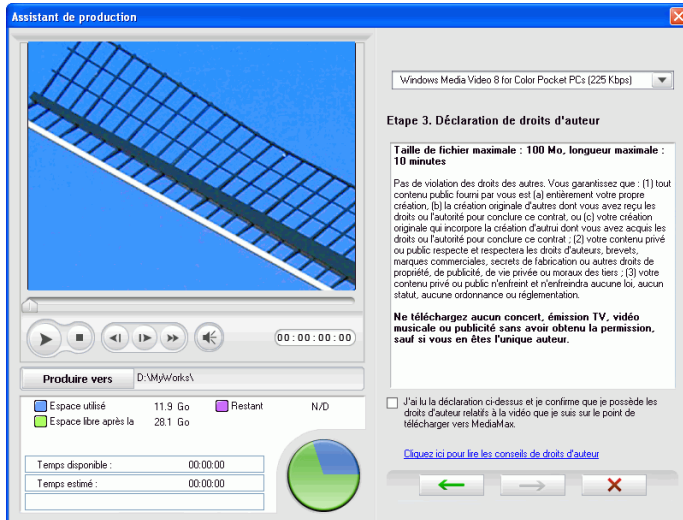 Assistant de production
Windows Media Video 8 for Color Pocket PCs (225 Kbps)
Etape 3. Déclaration de droits d'auteur
Taille de fichier maximale : 100 Mo, longueur maximale :
10 minutes
Pas de violation des droits des autres. Vous garantissez que : (1) tout
contenu public fourni par vous est (a) entièrement votre propre
création, (b) la création originale d'autres dont vous avez reçu les
droits ou l'autorité pour conclure ce contrat, ou (c) votre création
originale qui incorpore la création d'autrui dont vous avez acquis les
droits ou l'autorité pour conclure ce contrat ; (2) votre contenu privé
ou public respecte et respectera les droits d'auteurs, brevets,
marques commerciales, secrets de fabrication ou autres droits de
propriété, de publicité, de vie privée ou moraux des tiers ; (3) votre
contenu privé ou public n'enfreint et n'enfreindra aucune loi, aucun
statut, aucune ordonnance ou réglementation.
Ne téléchargez aucun concert, émission TV, vidéo
musicale ou publicité sans avoir obtenu la permission,
sauf si vous en êtes l'unique auteur.
00:00:00:00
Produire vers D:\MyWorks\
Espace utilisé 11.9 Go Restant N/D
Espace libre après la 28.1 Go
Temps disponible : 00:00:00
Temps estimé : 00:00:00
J'ai lu la déclaration ci-dessus et je confirme que je possède les
droits d'auteur relatifs à la vidéo que je suis sur le point de
télécharger vers MediaMax.
Cliquez ici pour lire les conseils de droits d'auteur